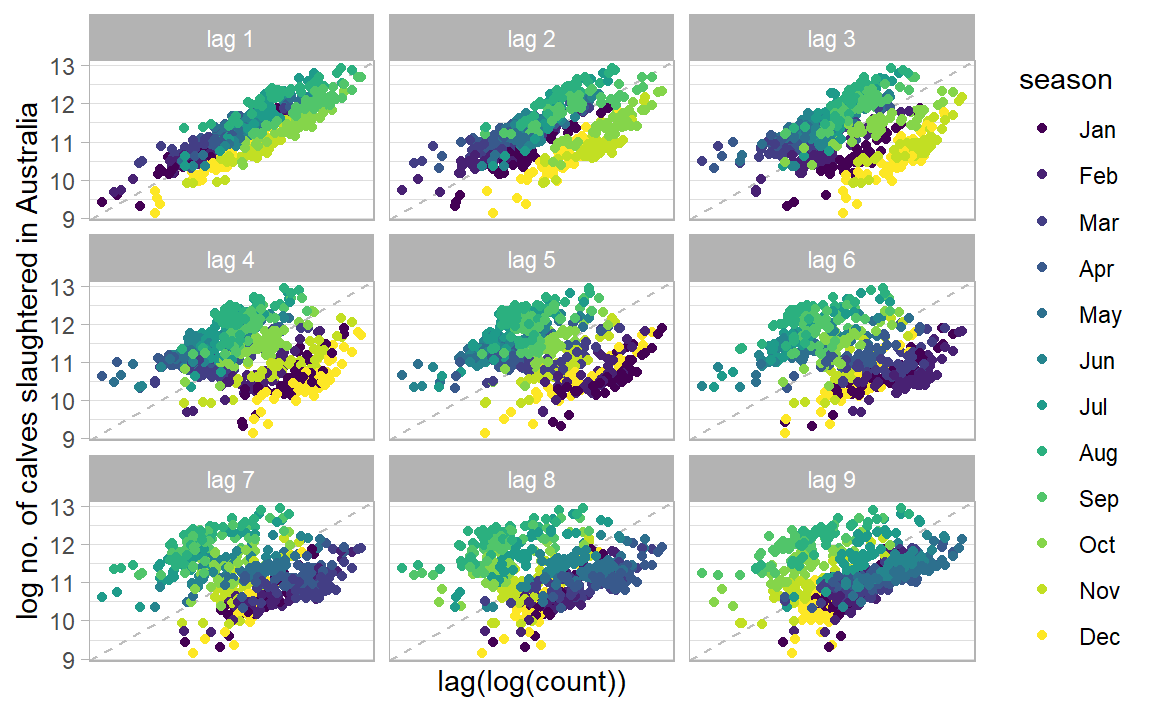 lag 1 lag 2 lag 3
13
12
11
10
9
lag 4 lag 5 lag 6
13
12
11
10
9
lag 7 lag 8 lag 9
13
12
11
10
9
log no. of calves slaughtered in Australia
lag(log(count))
season
Jan
Feb
Mar
Apr
May
Jun
Jul
Aug
Sep
Oct
Nov
Dec